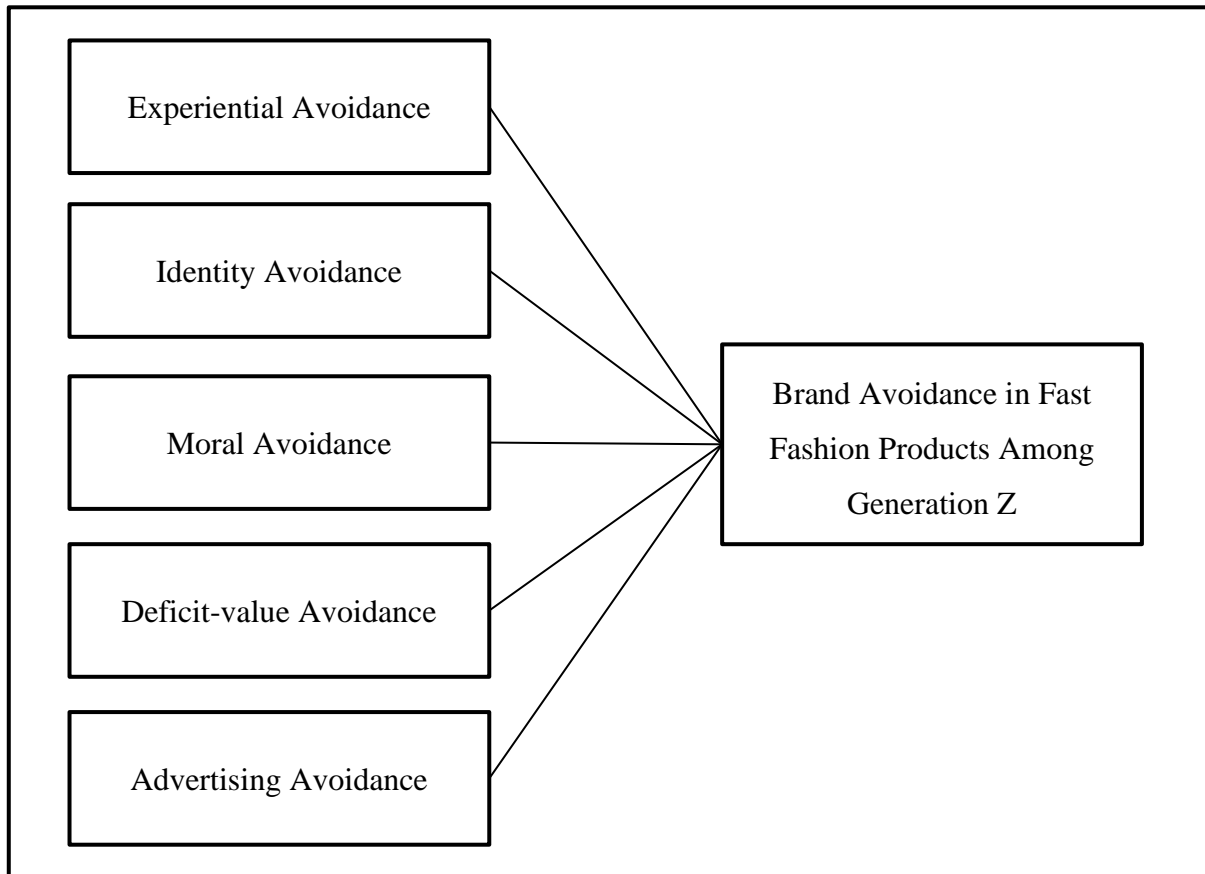 Experiential Avoidance
Identity Avoidance
Moral Avoidance
Deficit-value Avoidance
Advertising Avoidance
Brand Avoidance in Fast
Fashion Products Among
Generation Z